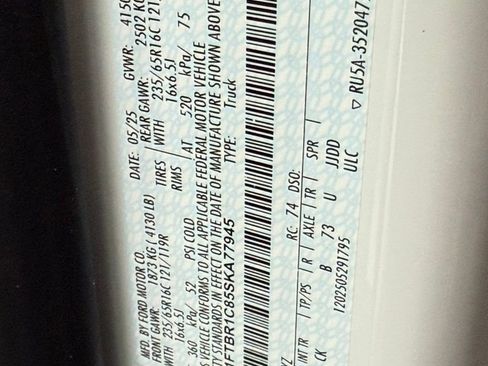 MFD. BY FORD MOTOR CO.
DATE: 05/25 GVWR: 4150
FRONT GAWR: 1873 KG ( 4130 LB) REAR GAWR: 2502 KG
WITH 235/65R16C 121/119R TIRES WITH 235/65R16C 121
16x6.5J RIMS 16x6.5J
360 kPa/ 52 PSI COLD AT 520 kPa/ 75
VEHICLE CONFORMS TO ALL APPLICABLE FEDERAL MOTOR VEHICLE
STANDARDS IN EFFECT ON THE DATE OF MANUFACTURE SHOWN ABOVE
1FTBR1C85SKA77945 TYPE: Truck
RC: 74 DSO:
INT TR TP/PS R AXLE TR SPR
CK B 73 U JJDD
1202505291795 ULC
▽ RU5A-352047